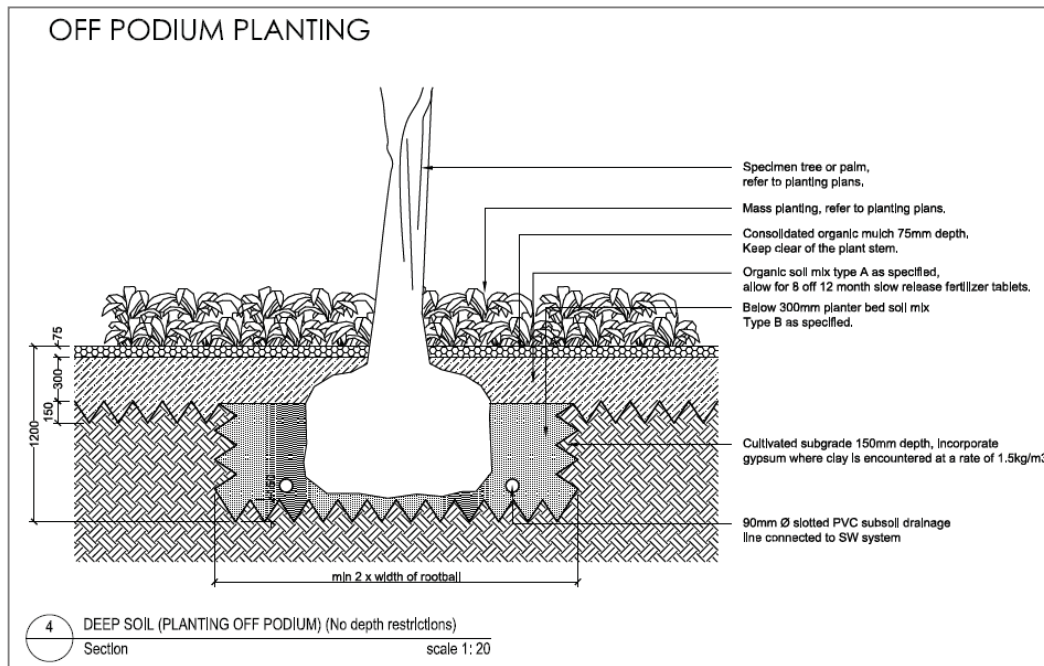 OFF PODIUM PLANTING
Specimen tree or palm,
refer to planting plans.
Mass planting, refer to planting plans.
Consolidated organic mulch 75mm depth,
Keep clear of the plant stem.
Organic soil mix type A as specified,
allow for 8 off 12 month slow release fertilizer tablets.
Below 300mm planter bed soil mix
Type B as specified.
75
300
150
1200
150
Cultivated subgrade 150mm depth, incorporate
gypsum where clay is encountered at a rate of 1.5kg/m3
90mm Ø slotted PVC subsoil drainage
line connected to SW system
min 2 x width of rootball
4
DEEP SOIL (PLANTING OFF PODIUM) (No depth restrictions)
Section
scale 1: 20